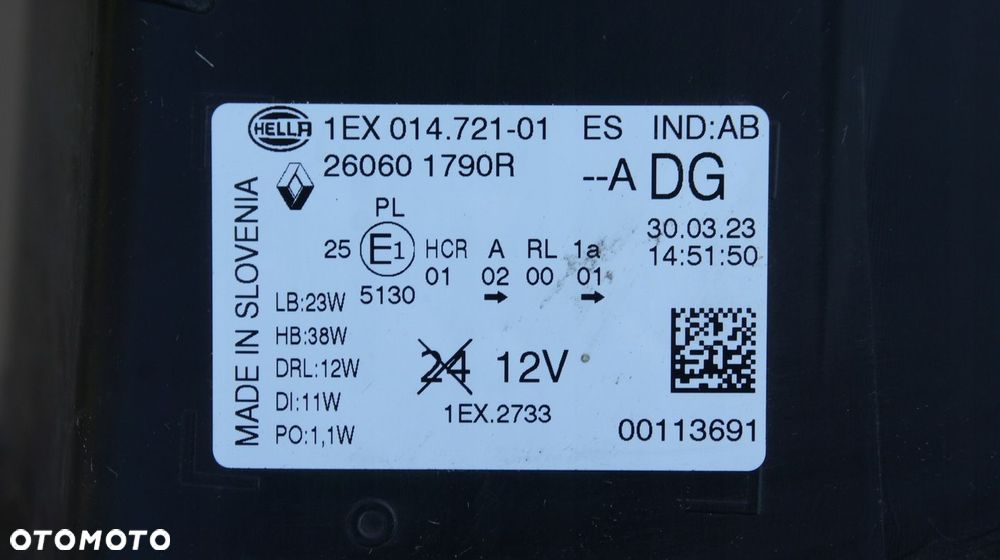 HELLA 1EX 014.721-01 ES IND:AB
26060 1790R --A DG
MADE IN SLOVENIA
PL
25 E1 HCR A RL 1a
01 02 00 01
5130
30.03.23
14:51:50
LB:23W
HB:38W
DRL:12W
DI:11W
PO:1,1W
24 12V
1EX.2733
00113691
OTOMOTO